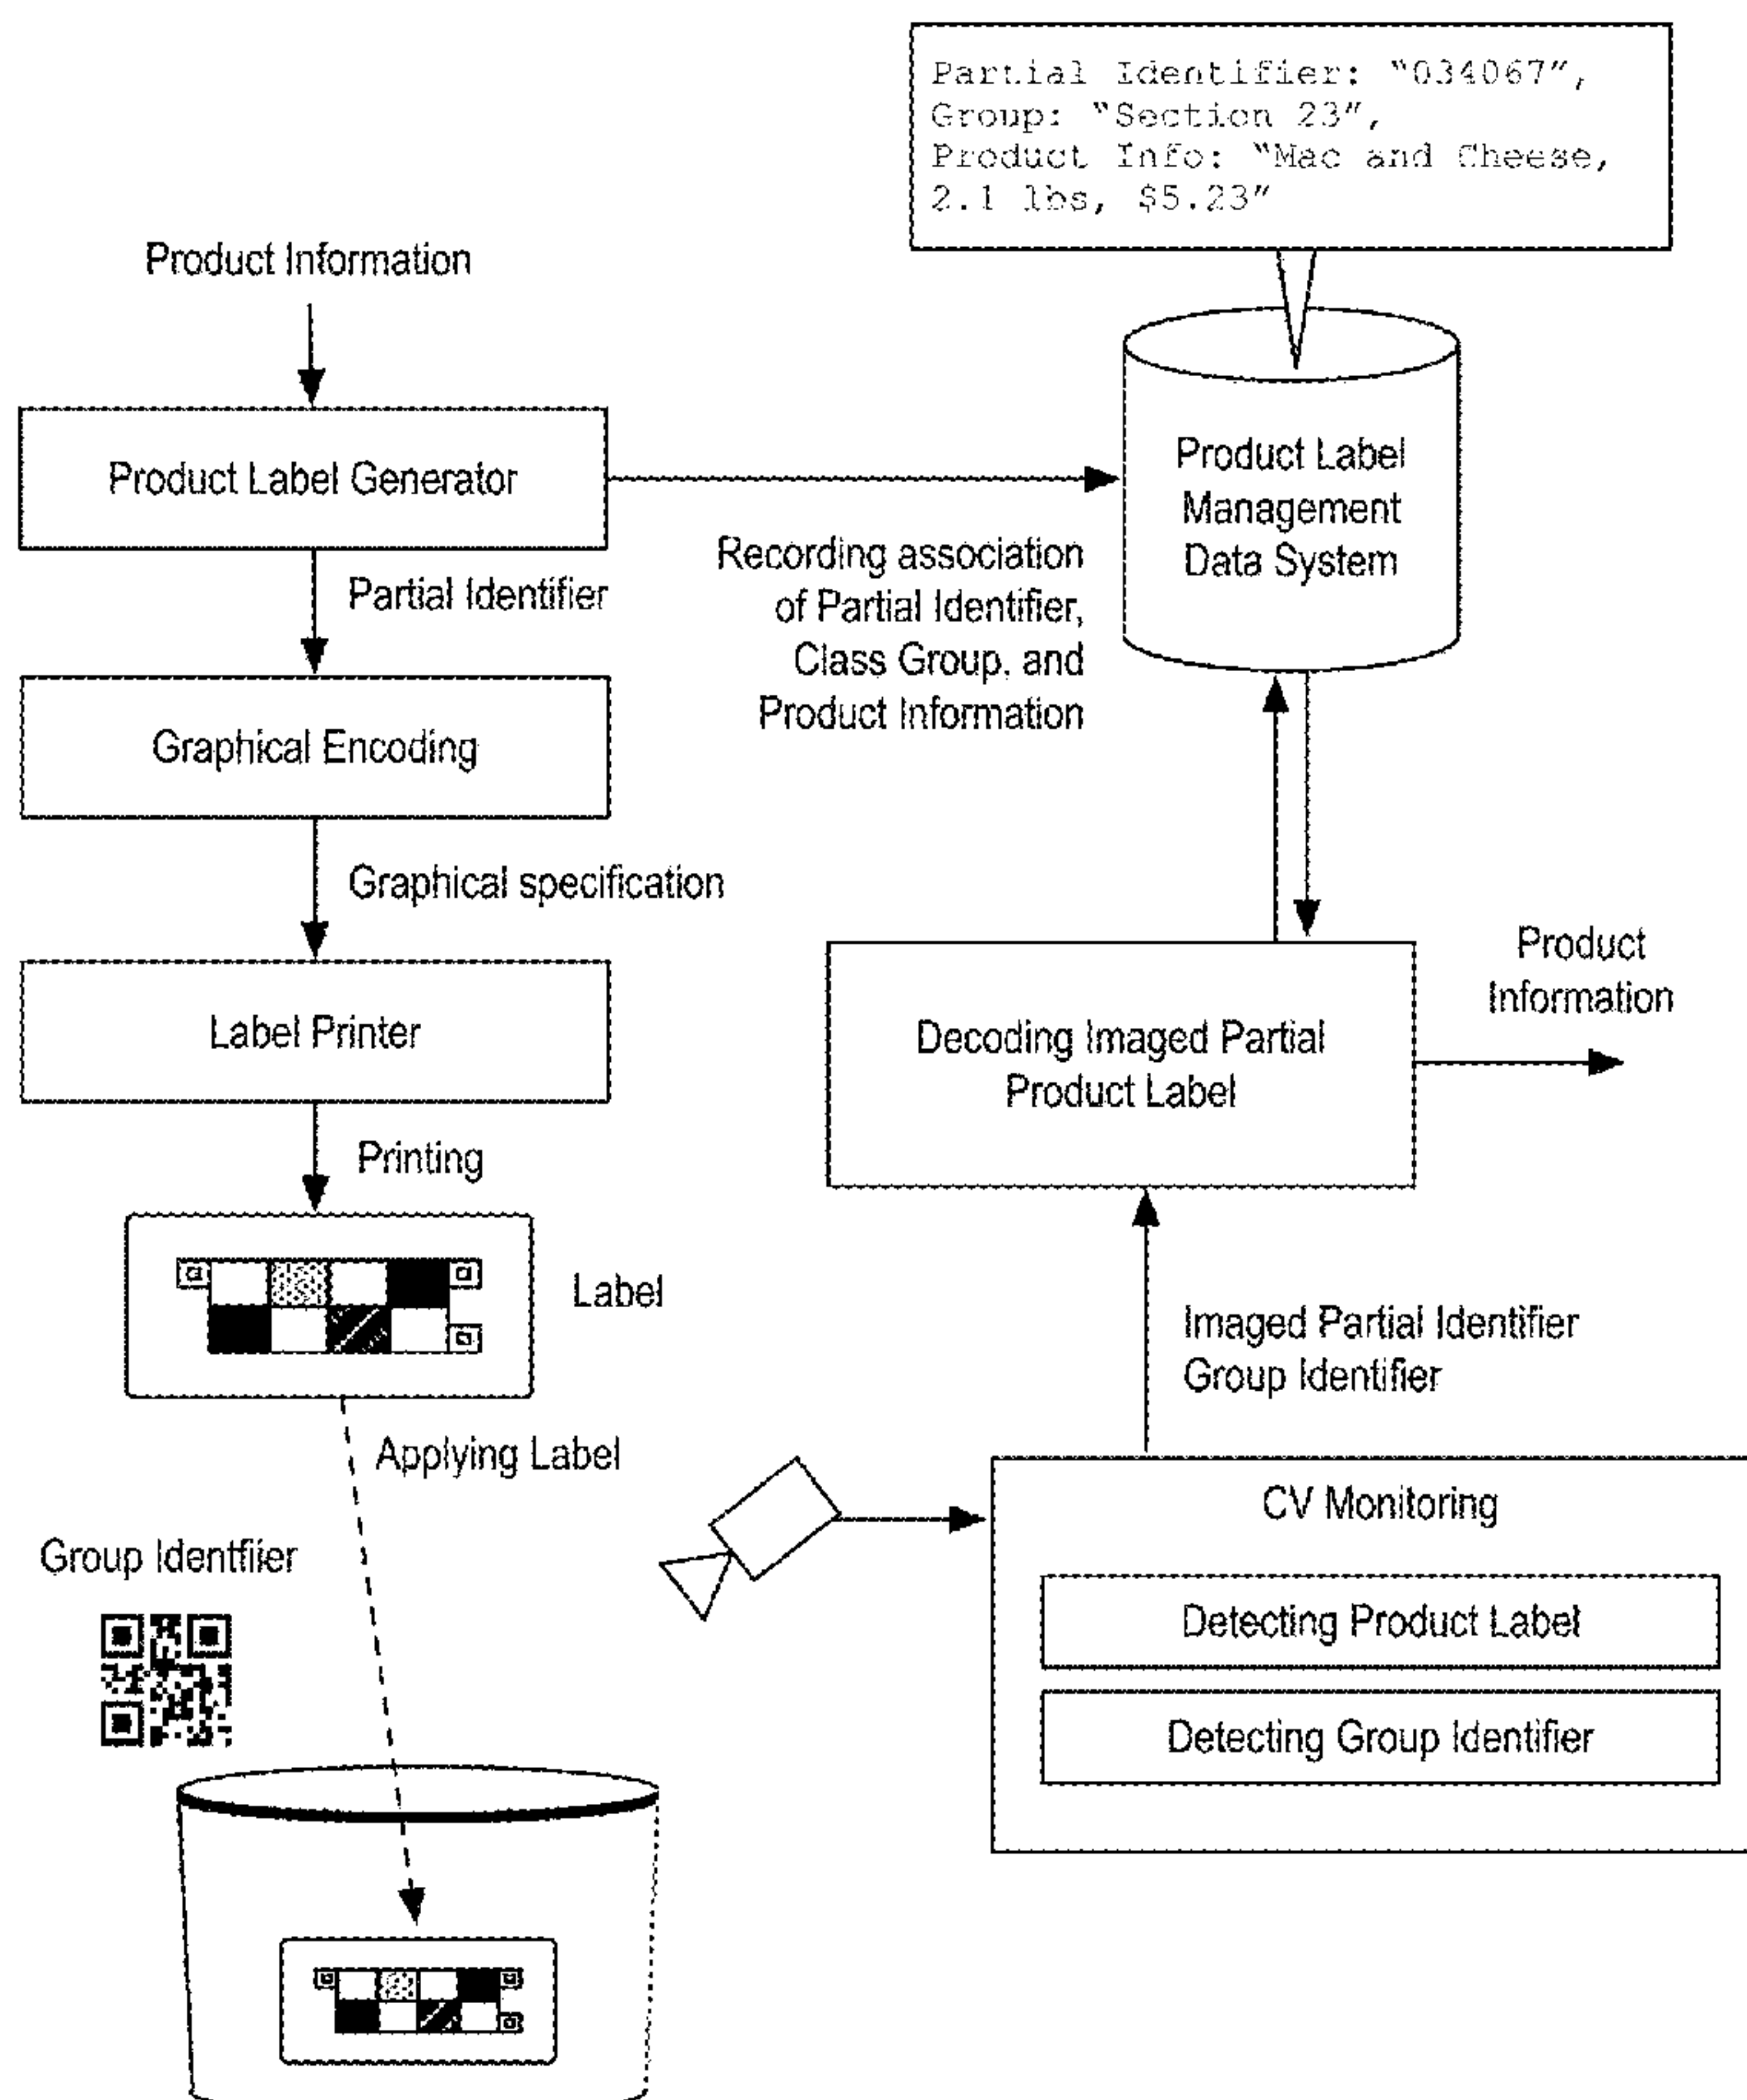 Partial Identifier: "034067",
Group: "Section 23",
Product Info: "Mac and Cheese,
2.1 lbs, $5.23"
Product Information
Product Label Generator
Product Label
Management
Data System
Recording association
of Partial Identifier,
Class Group, and
Product Information
Partial Identifier
Graphical Encoding
Graphical specification
Label Printer
Decoding Imaged Partial
Product Label
Product
Information
Printing
Label
Imaged Partial Identifier
Group Identifier
Applying Label
CV Monitoring
Detecting Product Label
Detecting Group Identifier
Group Identfiier